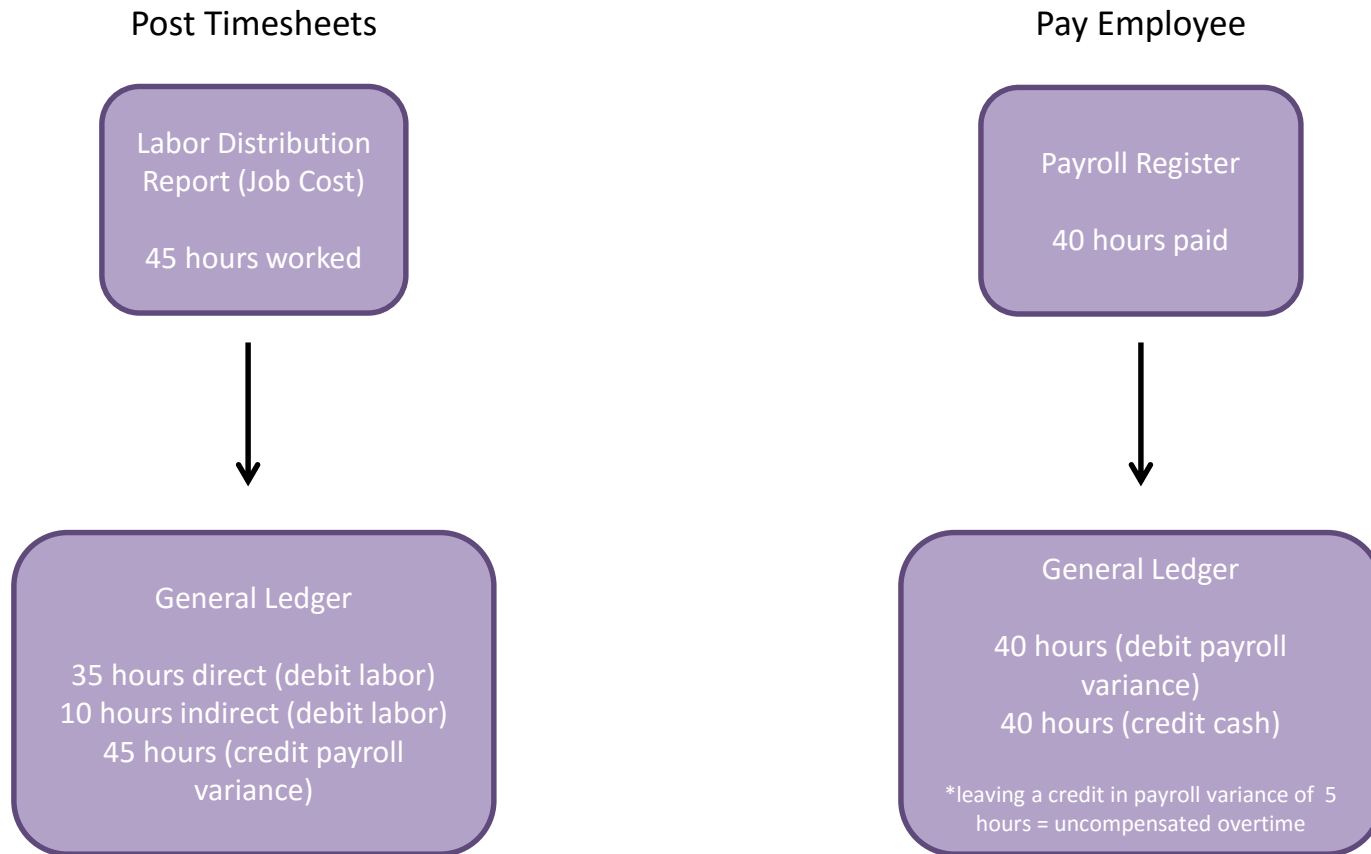 Post Timesheets
Labor Distribution
Report (Job Cost)
45 hours worked
General Ledger
35 hours direct (debit labor)
10 hours indirect (debit labor)
45 hours (credit payroll
variance)
Pay Employee
Payroll Register
40 hours paid
General Ledger
40 hours (debit payroll
variance)
40 hours (credit cash)
*leaving a credit in payroll variance of 5
hours = uncompensated overtime